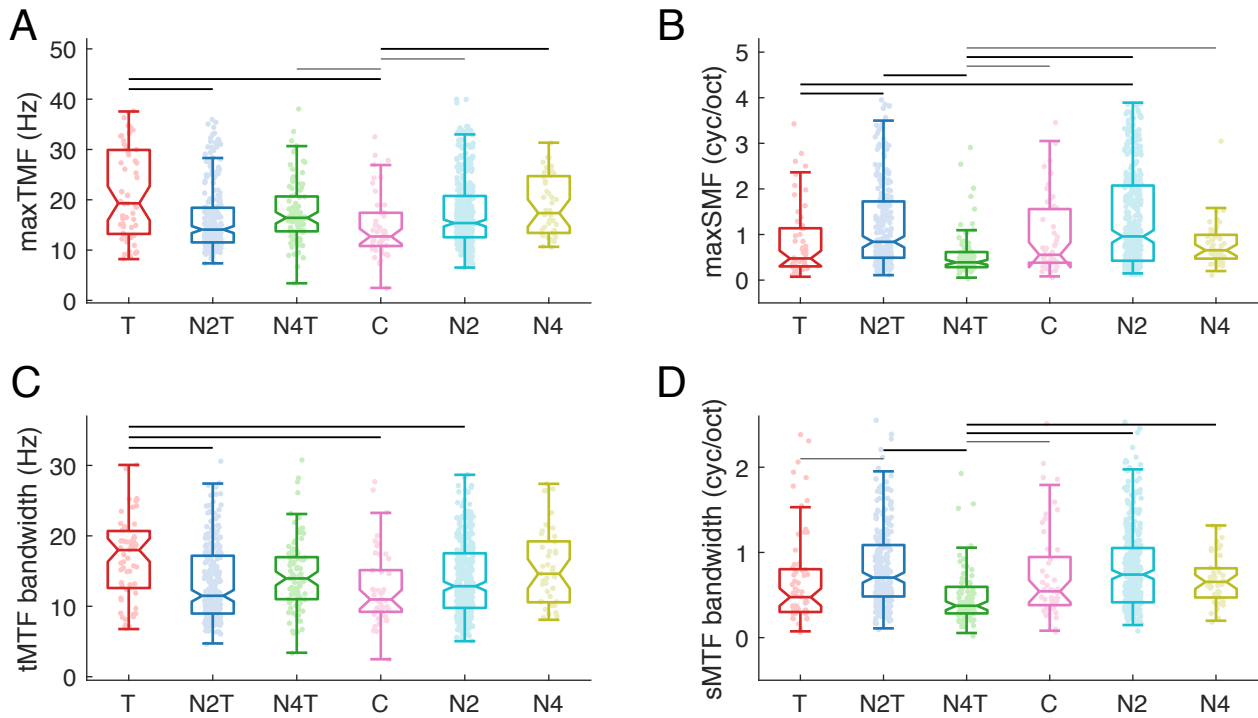 A
maxTMF (Hz)
50
40
30
20
10
0
T N2T N4T C N2 N4
B
maxSMF (cyc/oct)
5
4
3
2
1
0
T N2T N4T C N2 N4
C
tMTF bandwidth (Hz)
30
20
10
0
T N2T N4T C N2 N4
D
sMTF bandwidth (cyc/oct)
2
1
0
T N2T N4T C N2 N4